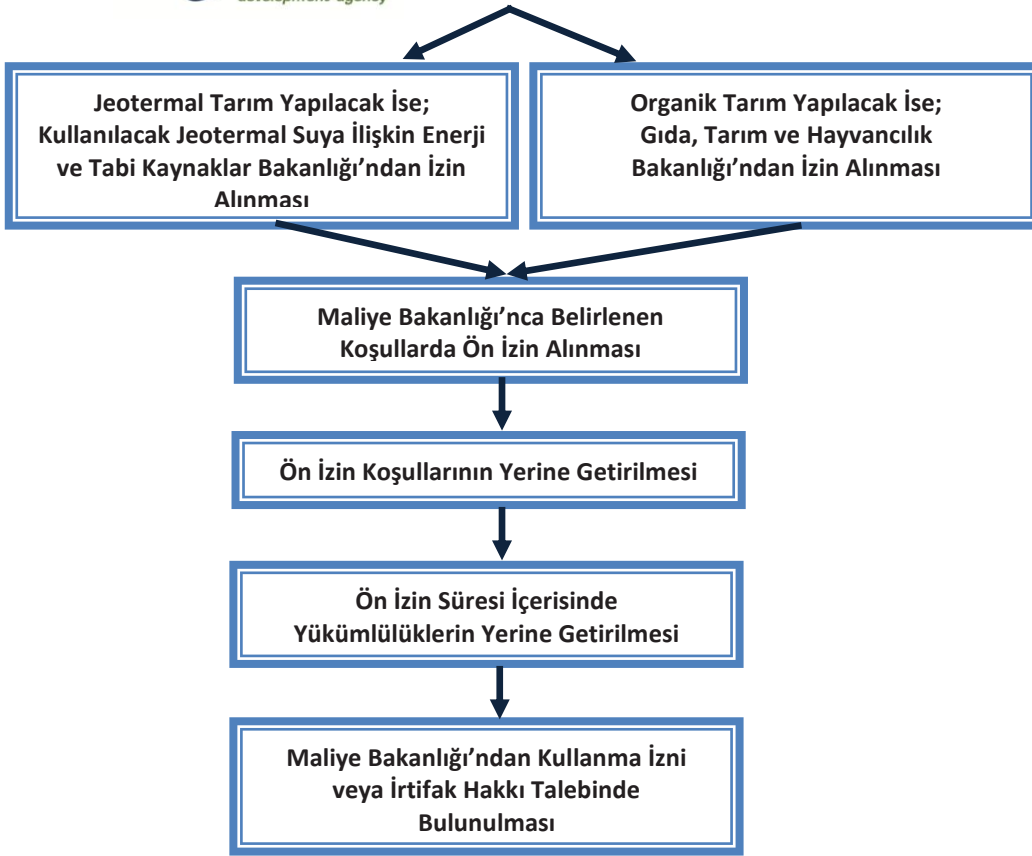 development agency
Jeotermal Tarım Yapılacak İse;
Kullanılacak Jeotermal Suya İlişkin Enerji
ve Tabi Kaynaklar Bakanlığı’ndan İzin
Alınması
Organik Tarım Yapılacak İse;
Gıda, Tarım ve Hayvancılık
Bakanlığı’ndan İzin Alınması
Maliye Bakanlığı’nca Belirlenen
Koşullarda Ön İzin Alınması
Ön İzin Koşullarının Yerine Getirilmesi
Ön İzin Süresi İçerisinde
Yükümlülüklerin Yerine Getirilmesi
Maliye Bakanlığı’ndan Kullanma İzni
veya İrtifak Hakkı Talebinde
Bulunulması